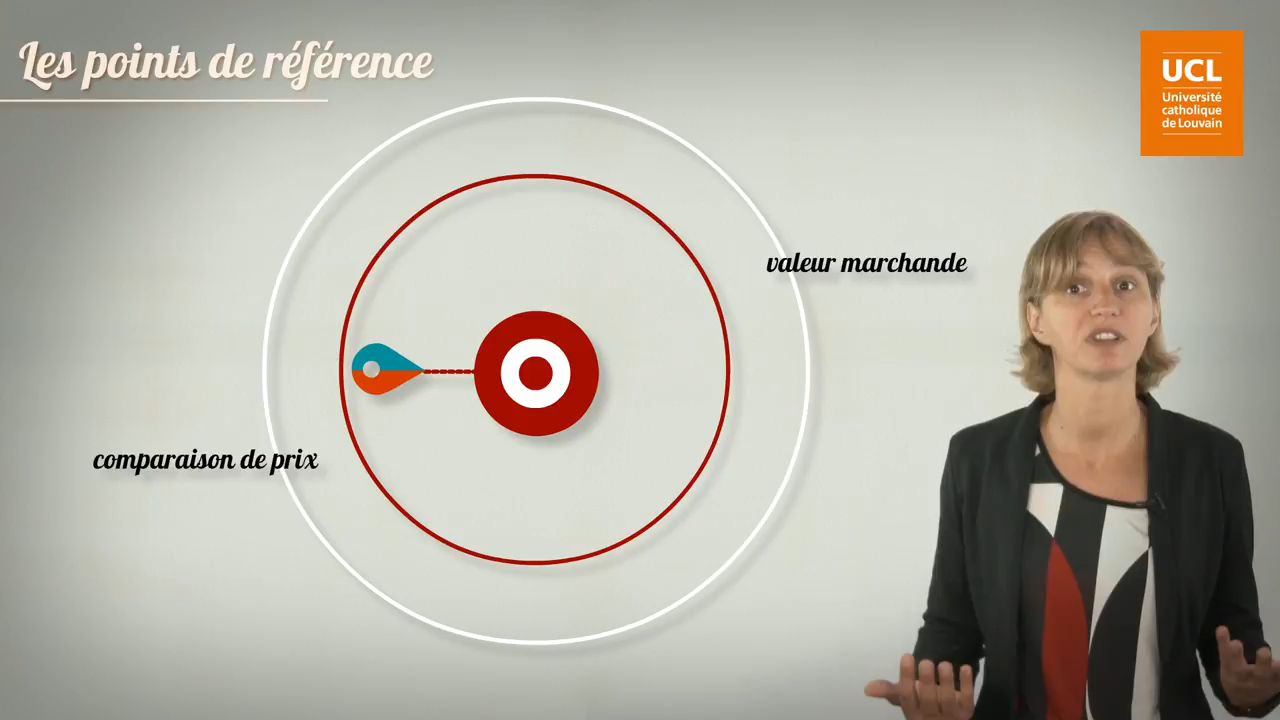 Les points de référence
UCL
Université
catholique
de Louvain
valeur marchande
comparaison de prix